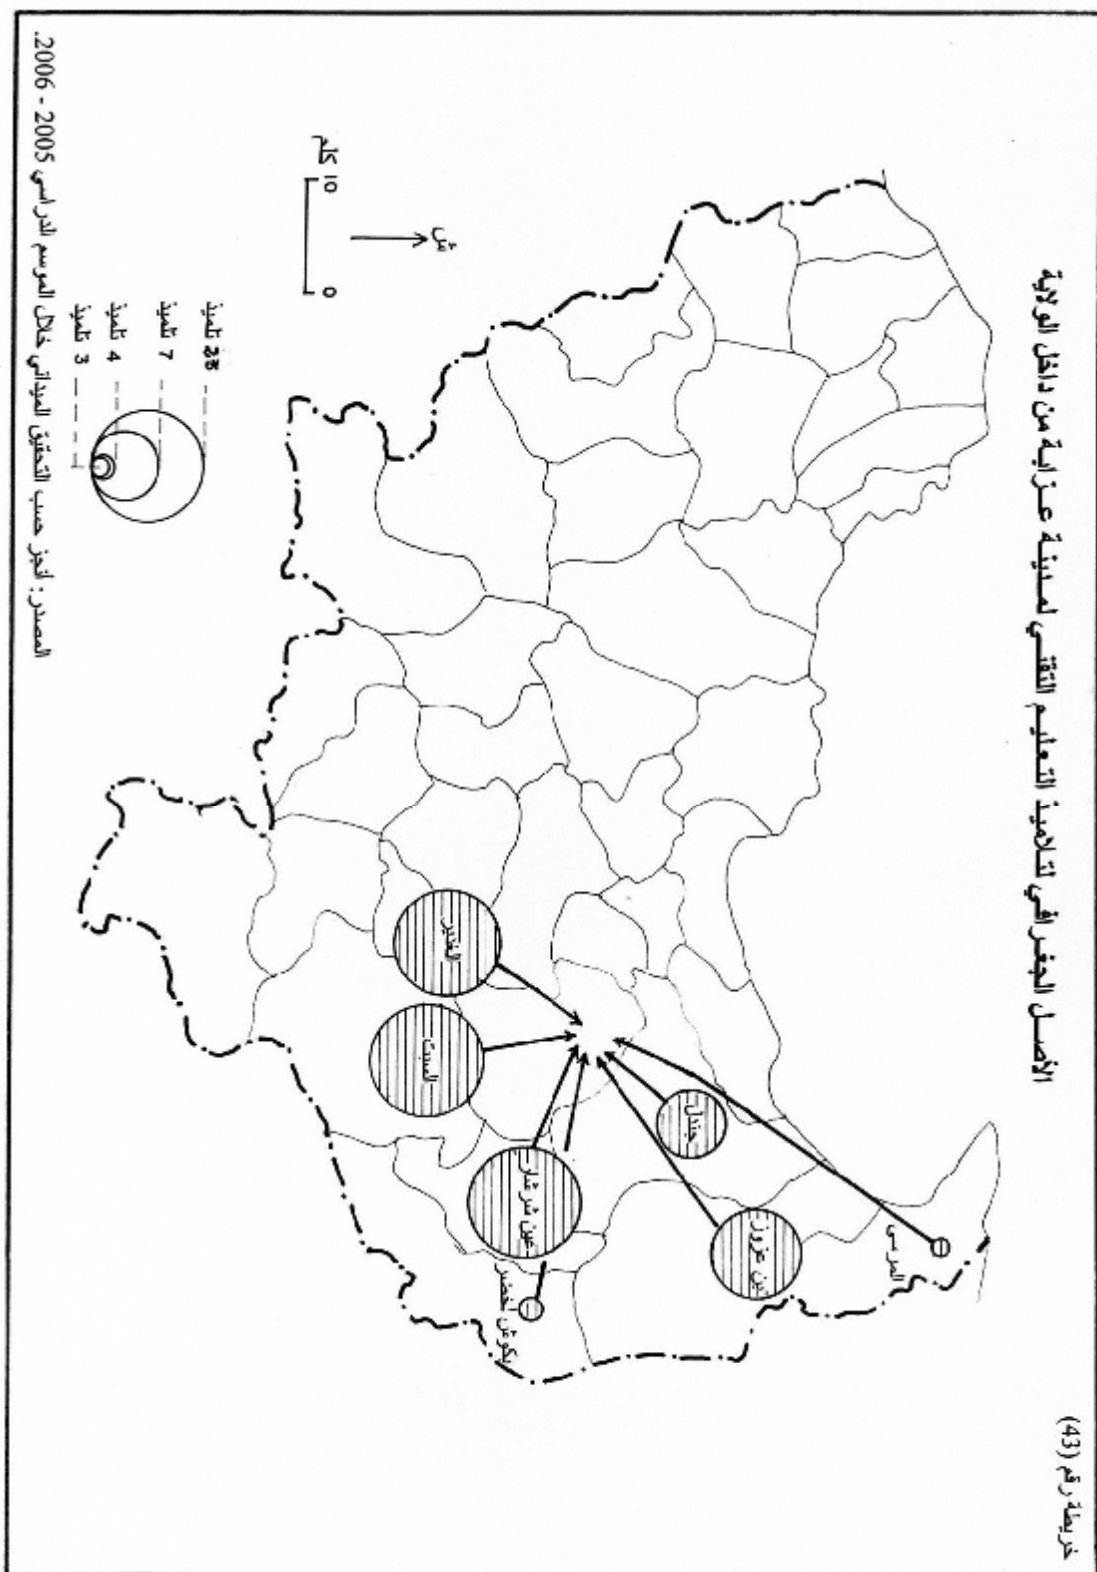 خريطة رقم (43)
الأصل الجغرافي لتلاميذ التعليم التقني لمدينة عزابة من داخل الولاية
المرسى
بن عزوز
جندل
بكوش لخضر
عين شرشار
السبت
الغدير
ش
0 10 كلم
23 تلميذ
7 تلميذ
4 تلميذ
3 تلميذ
المصدر: أنجز حسب التحقيق الميداني خلال الموسم الدراسي 2005 - 2006.